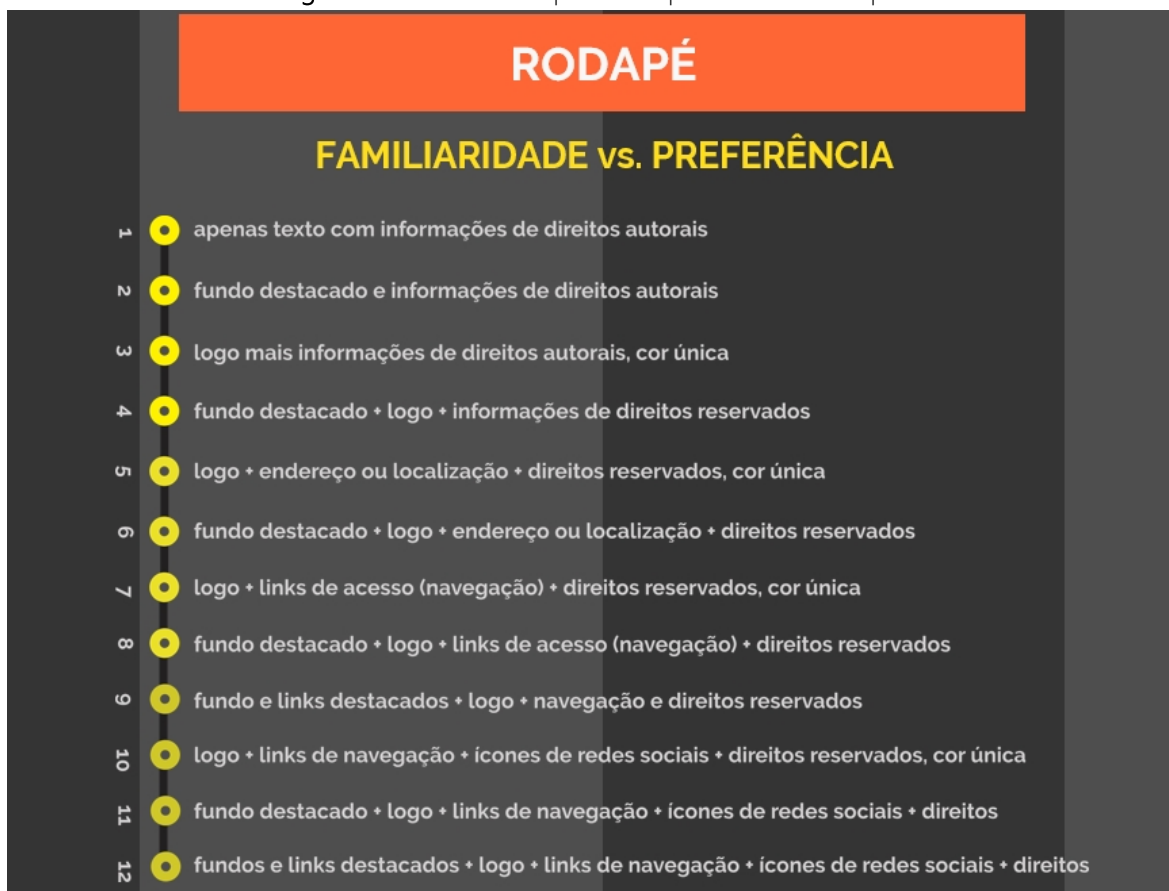 RODAPÉ
FAMILIARIDADE vs. PREFERÊNCIA
1 apenas texto com informações de direitos autorais
2 fundo destacado e informações de direitos autorais
3 logo mais informações de direitos autorais, cor única
4 fundo destacado + logo + informações de direitos reservados
5 logo + endereço ou localização + direitos reservados, cor única
6 fundo destacado + logo + endereço ou localização + direitos reservados
7 logo + links de acesso (navegação) + direitos reservados, cor única
8 fundo destacado + logo + links de acesso (navegação) + direitos reservados
9 fundo e links destacados + logo + navegação e direitos reservados
10 logo + links de navegação + ícones de redes sociais + direitos reservados, cor única
11 fundo destacado + logo + links de navegação + ícones de redes sociais + direitos
12 fundos e links destacados + logo + links de navegação + ícones de redes sociais + direitos